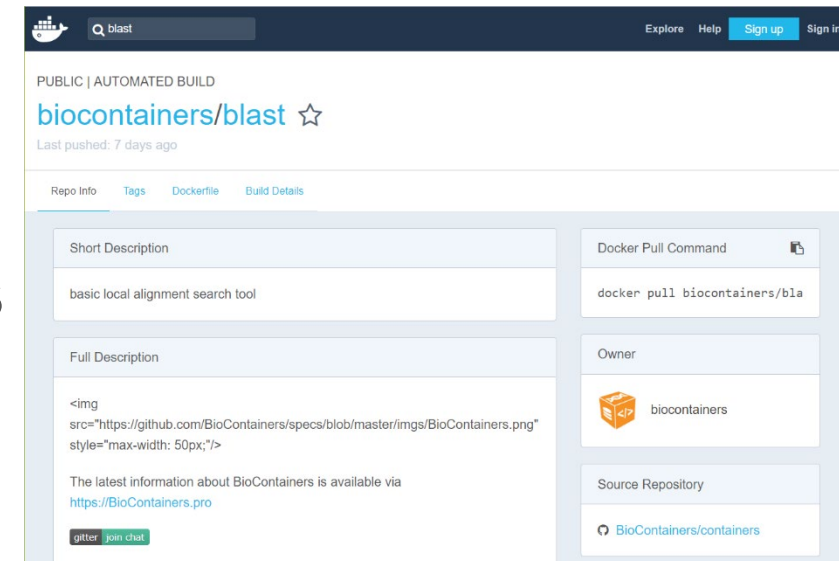 blast
Explore Help Sign up Sign in
PUBLIC | AUTOMATED BUILD
biocontainers/blast
Last pushed: 7 days ago
Repo Info Tags Dockerfile Build Details
Short Description
basic local alignment search tool
Full Description
<img
src="https://github.com/BioContainers/specs/blob/master/imgs/BioContainers.png"
style="max-width: 50px;"/>
The latest information about BioContainers is available via
https://BioContainers.pro
gitter join chat
Docker Pull Command
docker pull biocontainers/bla
Owner
biocontainers
Source Repository
BioContainers/containers